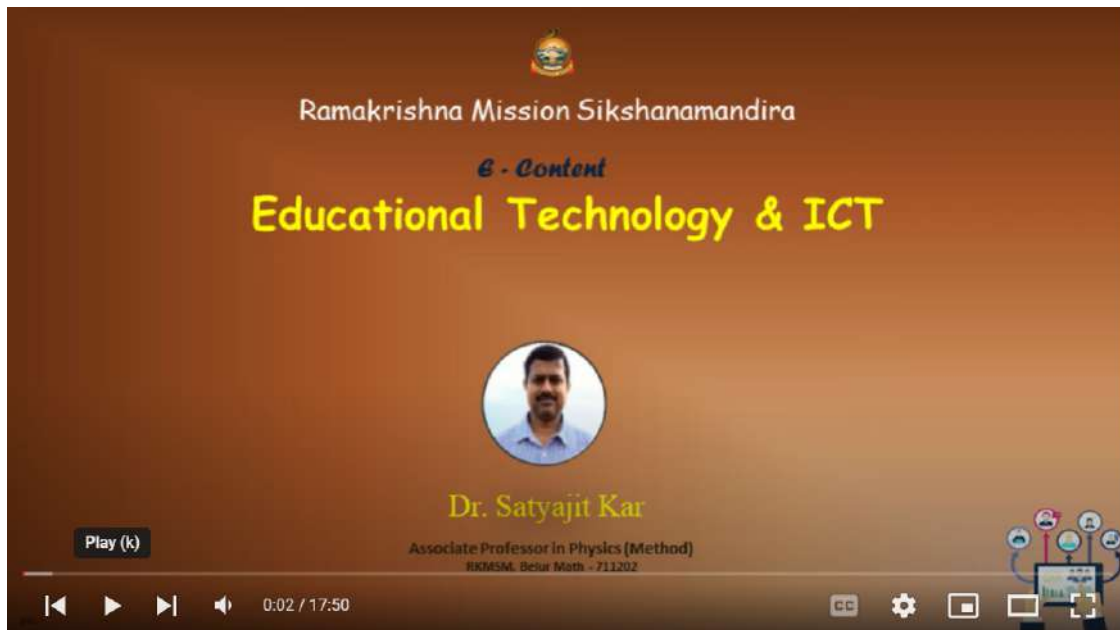 Ramakrishna Mission Sikshanamandira
E - Content
Educational Technology & ICT
Dr. Satyajit Kar
Associate Professor in Physics (Method)
RKMSM, Belur Math - 711202
Play (k)
0:02 / 17:50
CC